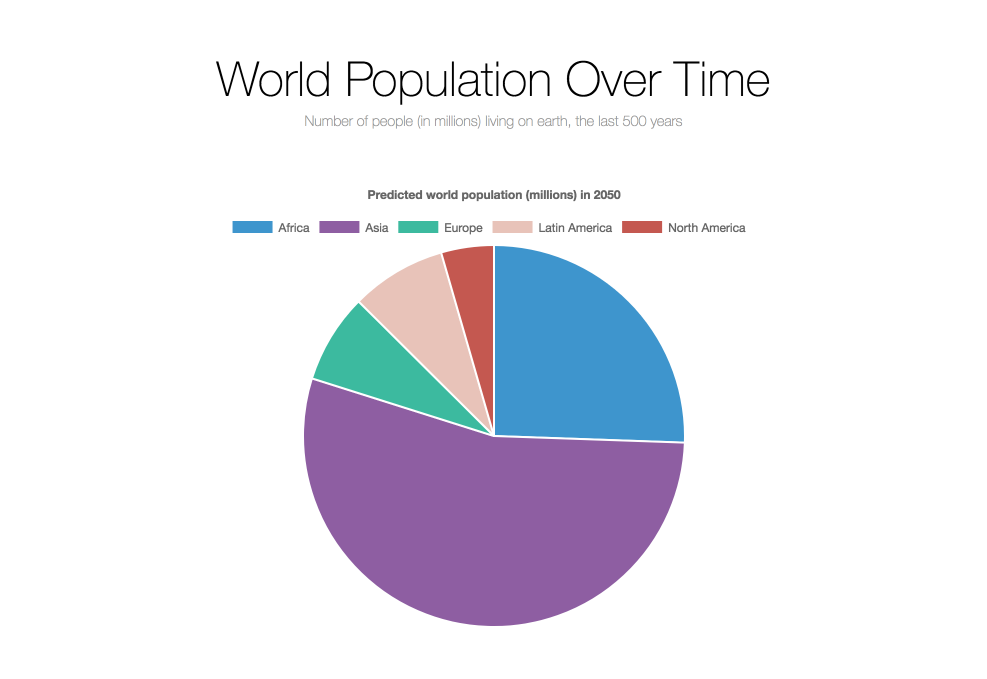 World Population Over Time
Number of people (in millions) living on earth, the last 500 years
Predicted world population (millions) in 2050
Africa Asia Europe Latin America North America